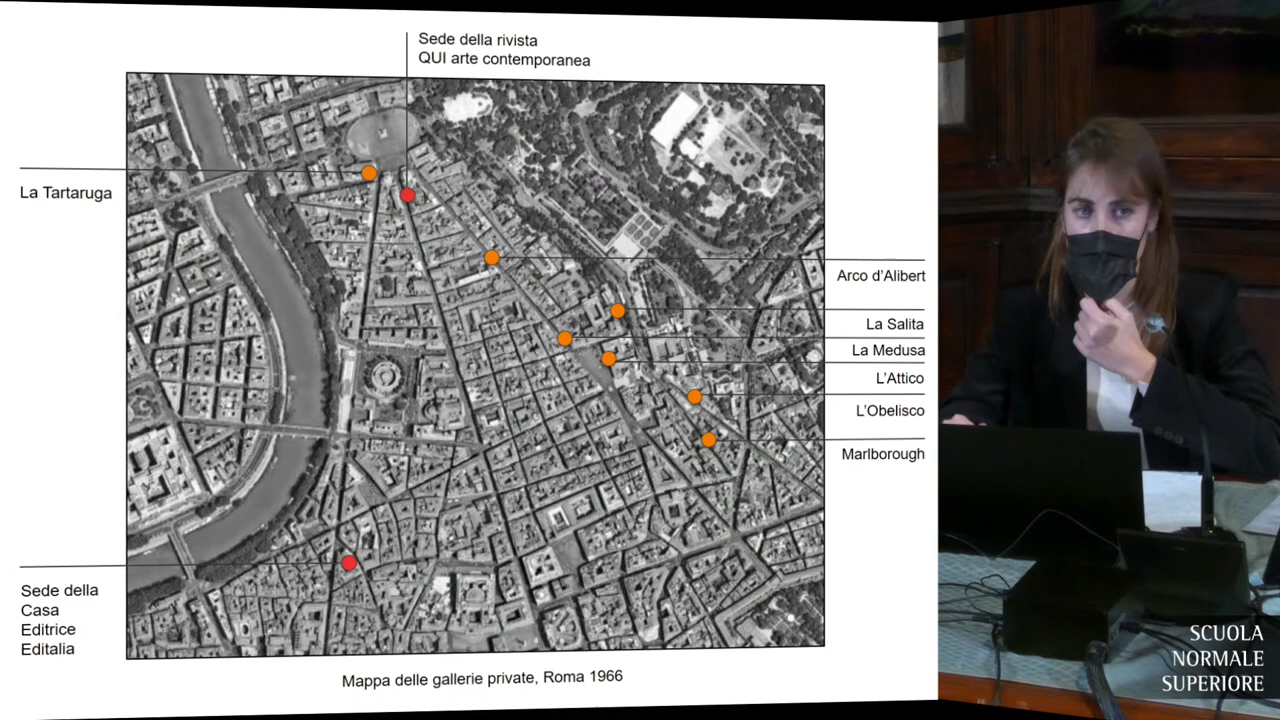 Sede della rivista
QUI arte contemporanea
La Tartaruga
Arco d'Alibert
La Salita
La Medusa
L'Attico
L'Obelisco
Marlborough
Sede della
Casa
Editrice
Editalia
Mappa delle gallerie private, Roma 1966
SCUOLA
NORMALE
SUPERIORE